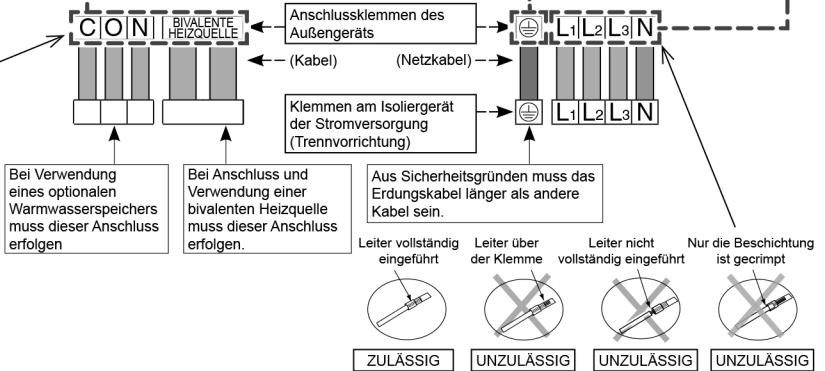 C O N BIVALENTE
HEIZQUELLE
Anschlussklemmen des
Außengeräts
L1 L2 L3 N
(Kabel)
(Netzkabel)
Klemmen am Isoliergerät
der Stromversorgung
(Trennvorrichtung)
L1 L2 L3 N
Bei Verwendung
eines optionalen
Warmwasserspeichers
muss dieser Anschluss
erfolgen
Bei Anschluss und
Verwendung einer
bivalenten Heizquelle
muss dieser Anschluss
erfolgen.
Aus Sicherheitsgründen muss das
Erdungskabel länger als andere
Kabel sein.
Leiter vollständig
eingeführt
Leiter über
der Klemme
Leiter nicht
vollständig eingeführt
Nur die Beschichtung
ist gecrimpt
ZULÄSSIG
UNZULÄSSIG
UNZULÄSSIG
UNZULÄSSIG